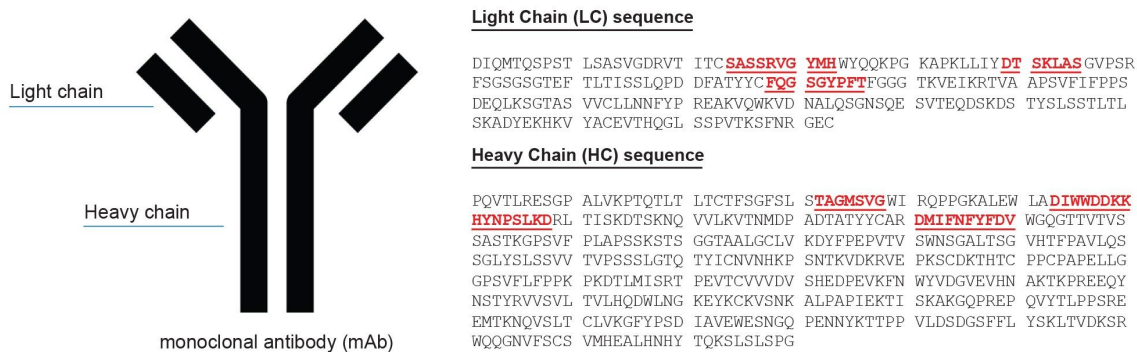 Light chain
Heavy chain
monoclonal antibody (mAb)
Light Chain (LC) sequence
DIQMTQSPST LSASVGDRVT ITCSASSRVG YMHWYQQKPG KAPKLLIYDT SKLASGVPSR
FSGSGSGTEF TLTISSLQPD DFATYYCFQG SGYPFTFGGG TKVEIKRTVA APSVFIFPPS
DEQLKSGTAS VVCLLNNFYP REAKVQWKVD NALQSGNSQE SVTEQDSKDS TYSLSSTLTL
SKADYEKHKV YACEVTHQGL SSPVTKSFNR GEC
Heavy Chain (HC) sequence
PQVTLRESGP ALVKPTQTLT LTCTFSGFSL STAGMSVGWI RQPPGKALEW LADIWWDDKK
HYNPSLKDRL TISKDTSKNQ VVLKVTNMDP ADTATYYCAR DMIFNFYFDV WGQGTTVTVS
SASTKGPSVF PLAPSSKSTS GGTAALGCLV KDYFPEPVTV SWNSGALTSG VHTFPAVLQS
SGLYSLSSVV TVPSSSLGTQ TYICNVNHKP SNTKVDKRVE PKSCDKTHTC PPCPAPELLG
GPSVFLFPPK PKDTLMISRT PEVTCVVVDV SHEDPEVKFN WYVDGVEVHN AKTKPREEQY
NSTYRVVSVL TVLHQDWLNG KEYKCKVSNK ALPAPIEKTI SKAKGQPREP QVYTLPPSRE
EMTKNQVSLT CLVKGFYPSD IAVEWESNGQ PENNYKTTPP VLDSDGSFFL YSKLTVDKSR
WQQGNVFSCS VMHEALHNHY TQKSLSLSPG